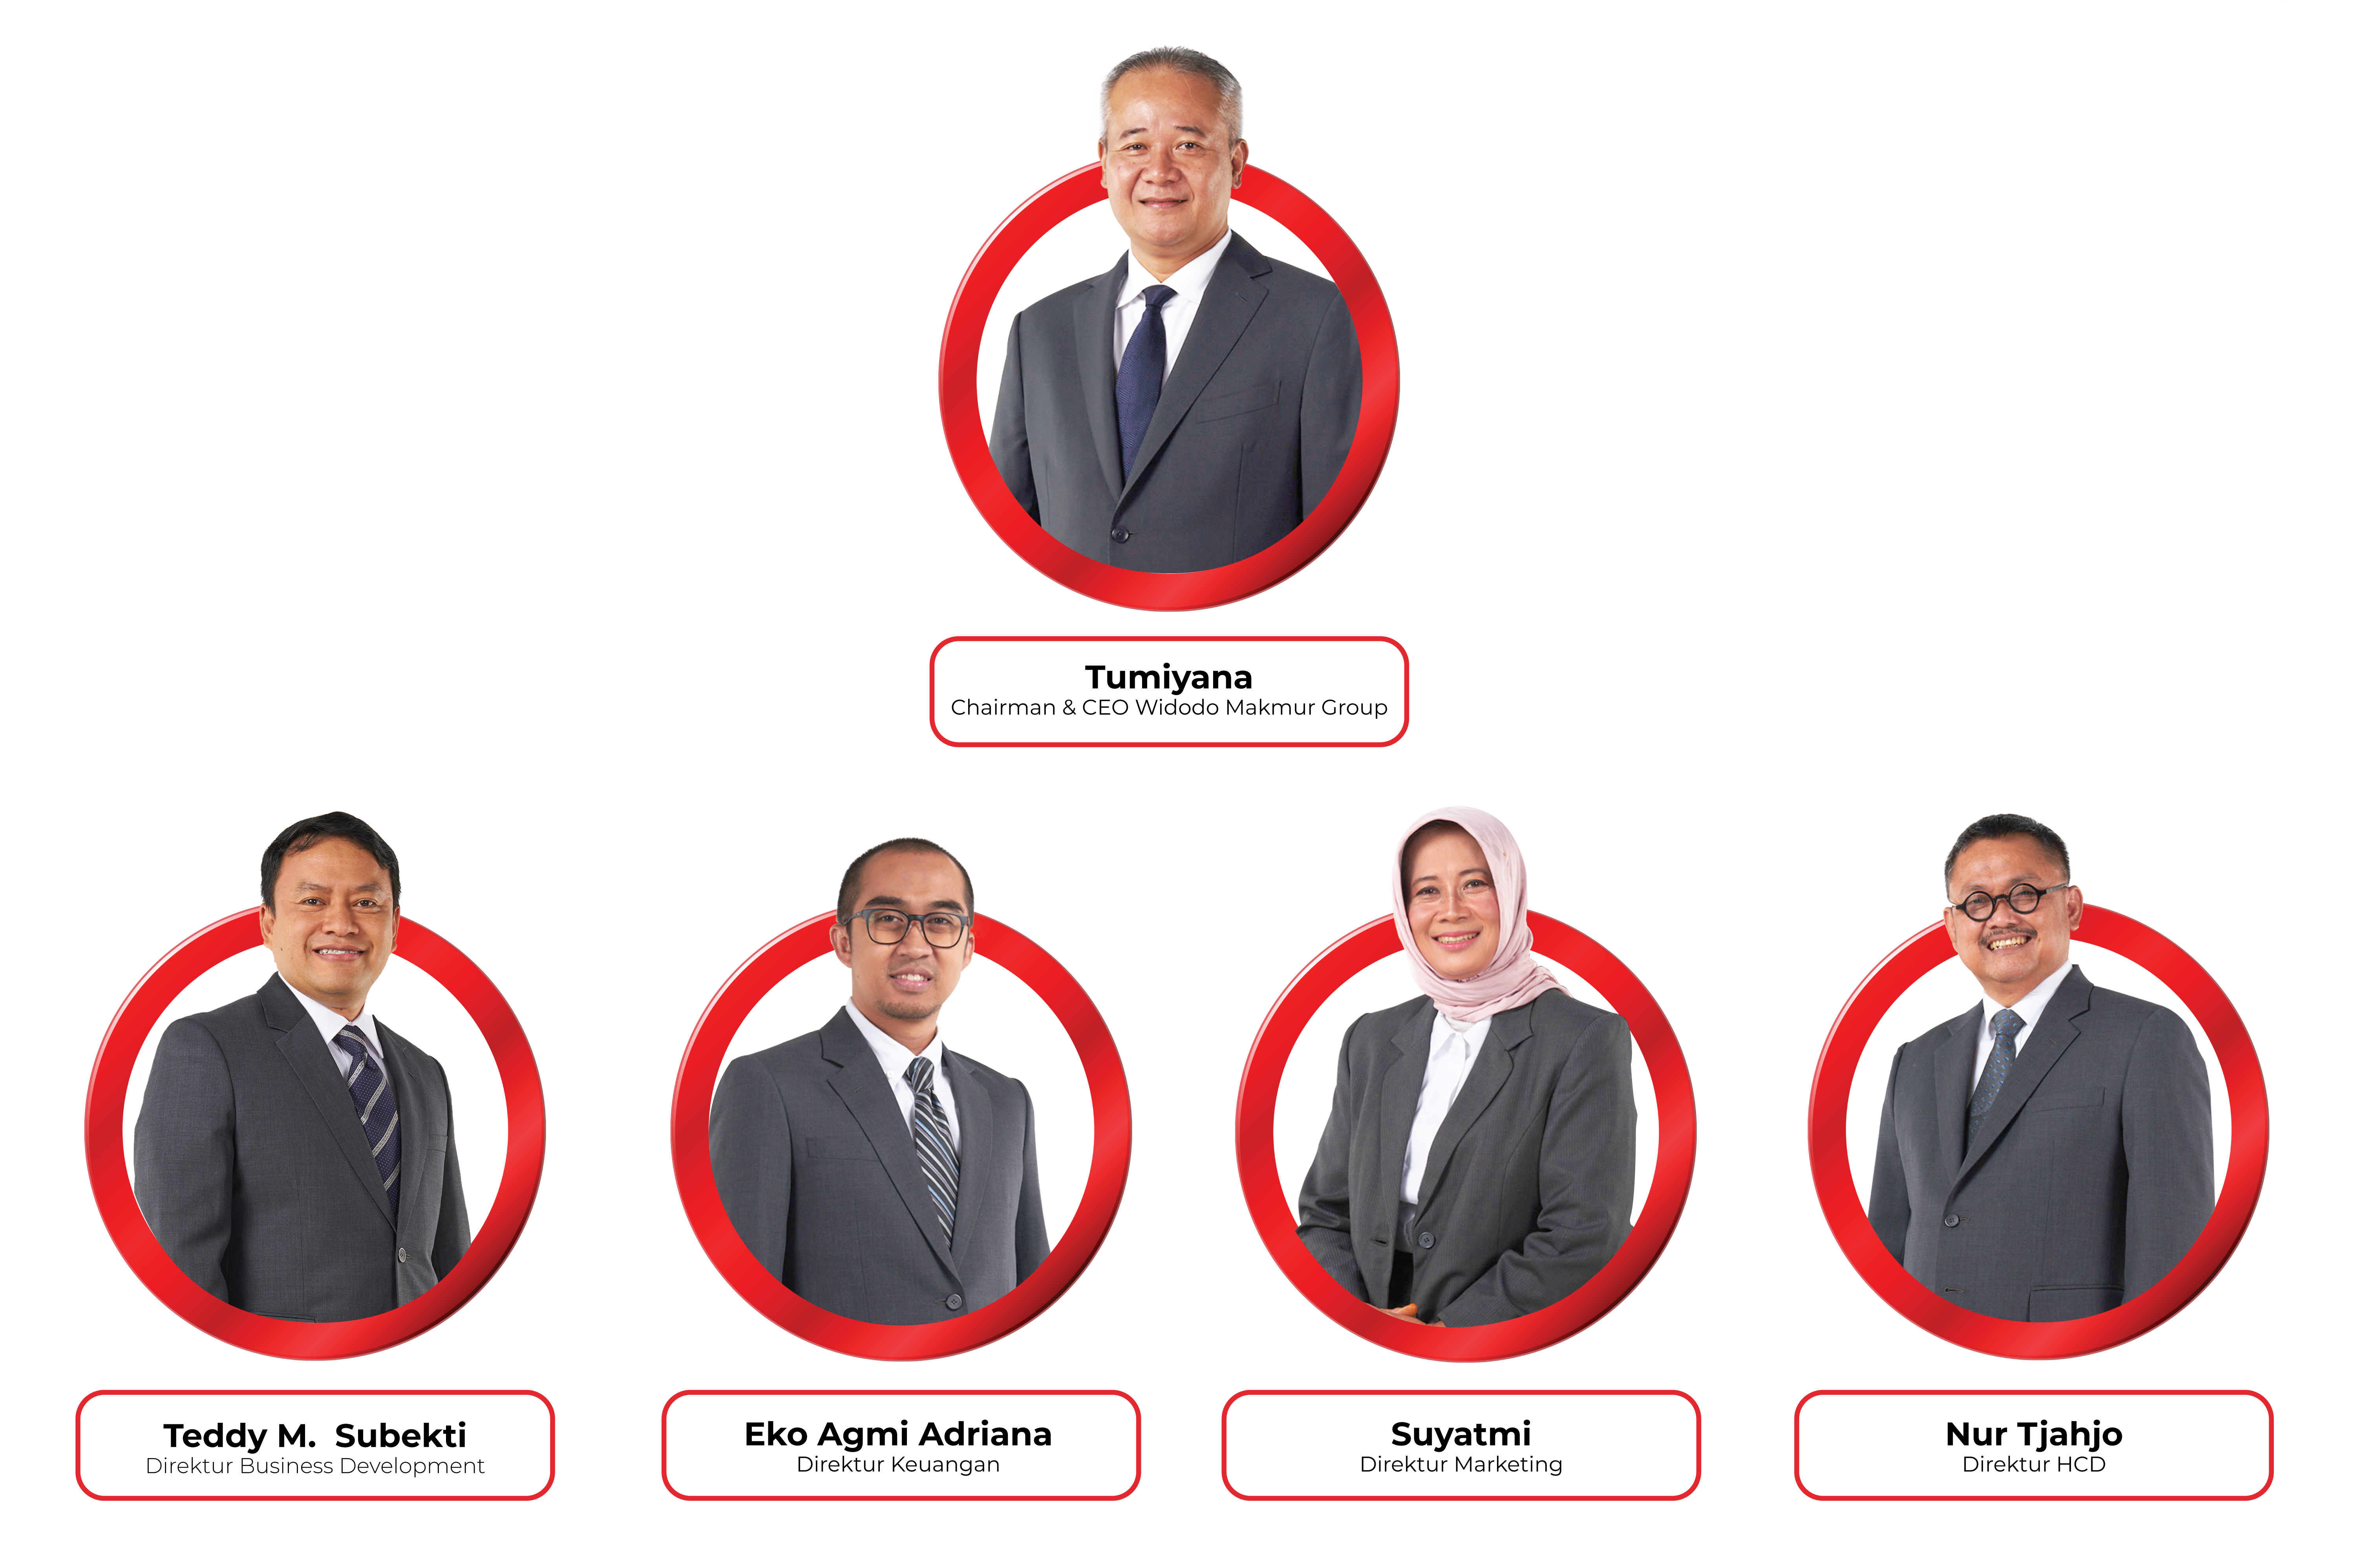 Tumiyana
Chairman & CEO Widodo Makmur Group
Teddy M.  Subekti
Direktur Business Development
Eko Agmi Adriana
Direktur Keuangan
Suyatmi
Direktur Marketing
Nur Tjahjo
Direktur HCD